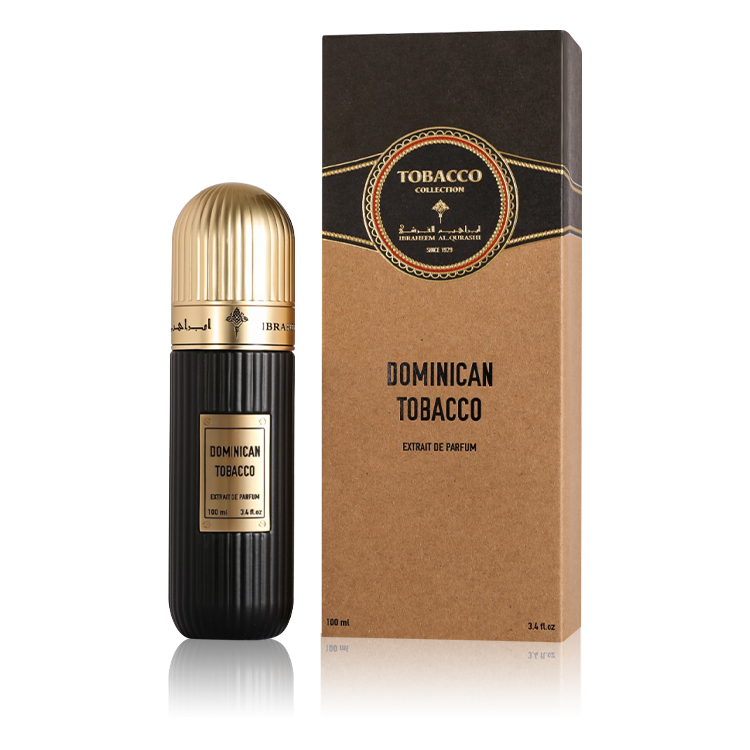 ابراهيم
IBRA
DOMINICAN
TOBACCO
EXTRAIT DE PARFUM
100 ml 3.4 fl.oz
TOBACCO
COLLECTION
ابراهيم القرشي
IBRAHEEM AL.QURASHI
SINCE 1929
DOMINICAN
TOBACCO
EXTRAIT DE PARFUM
100 ml 3.4 fl.oz